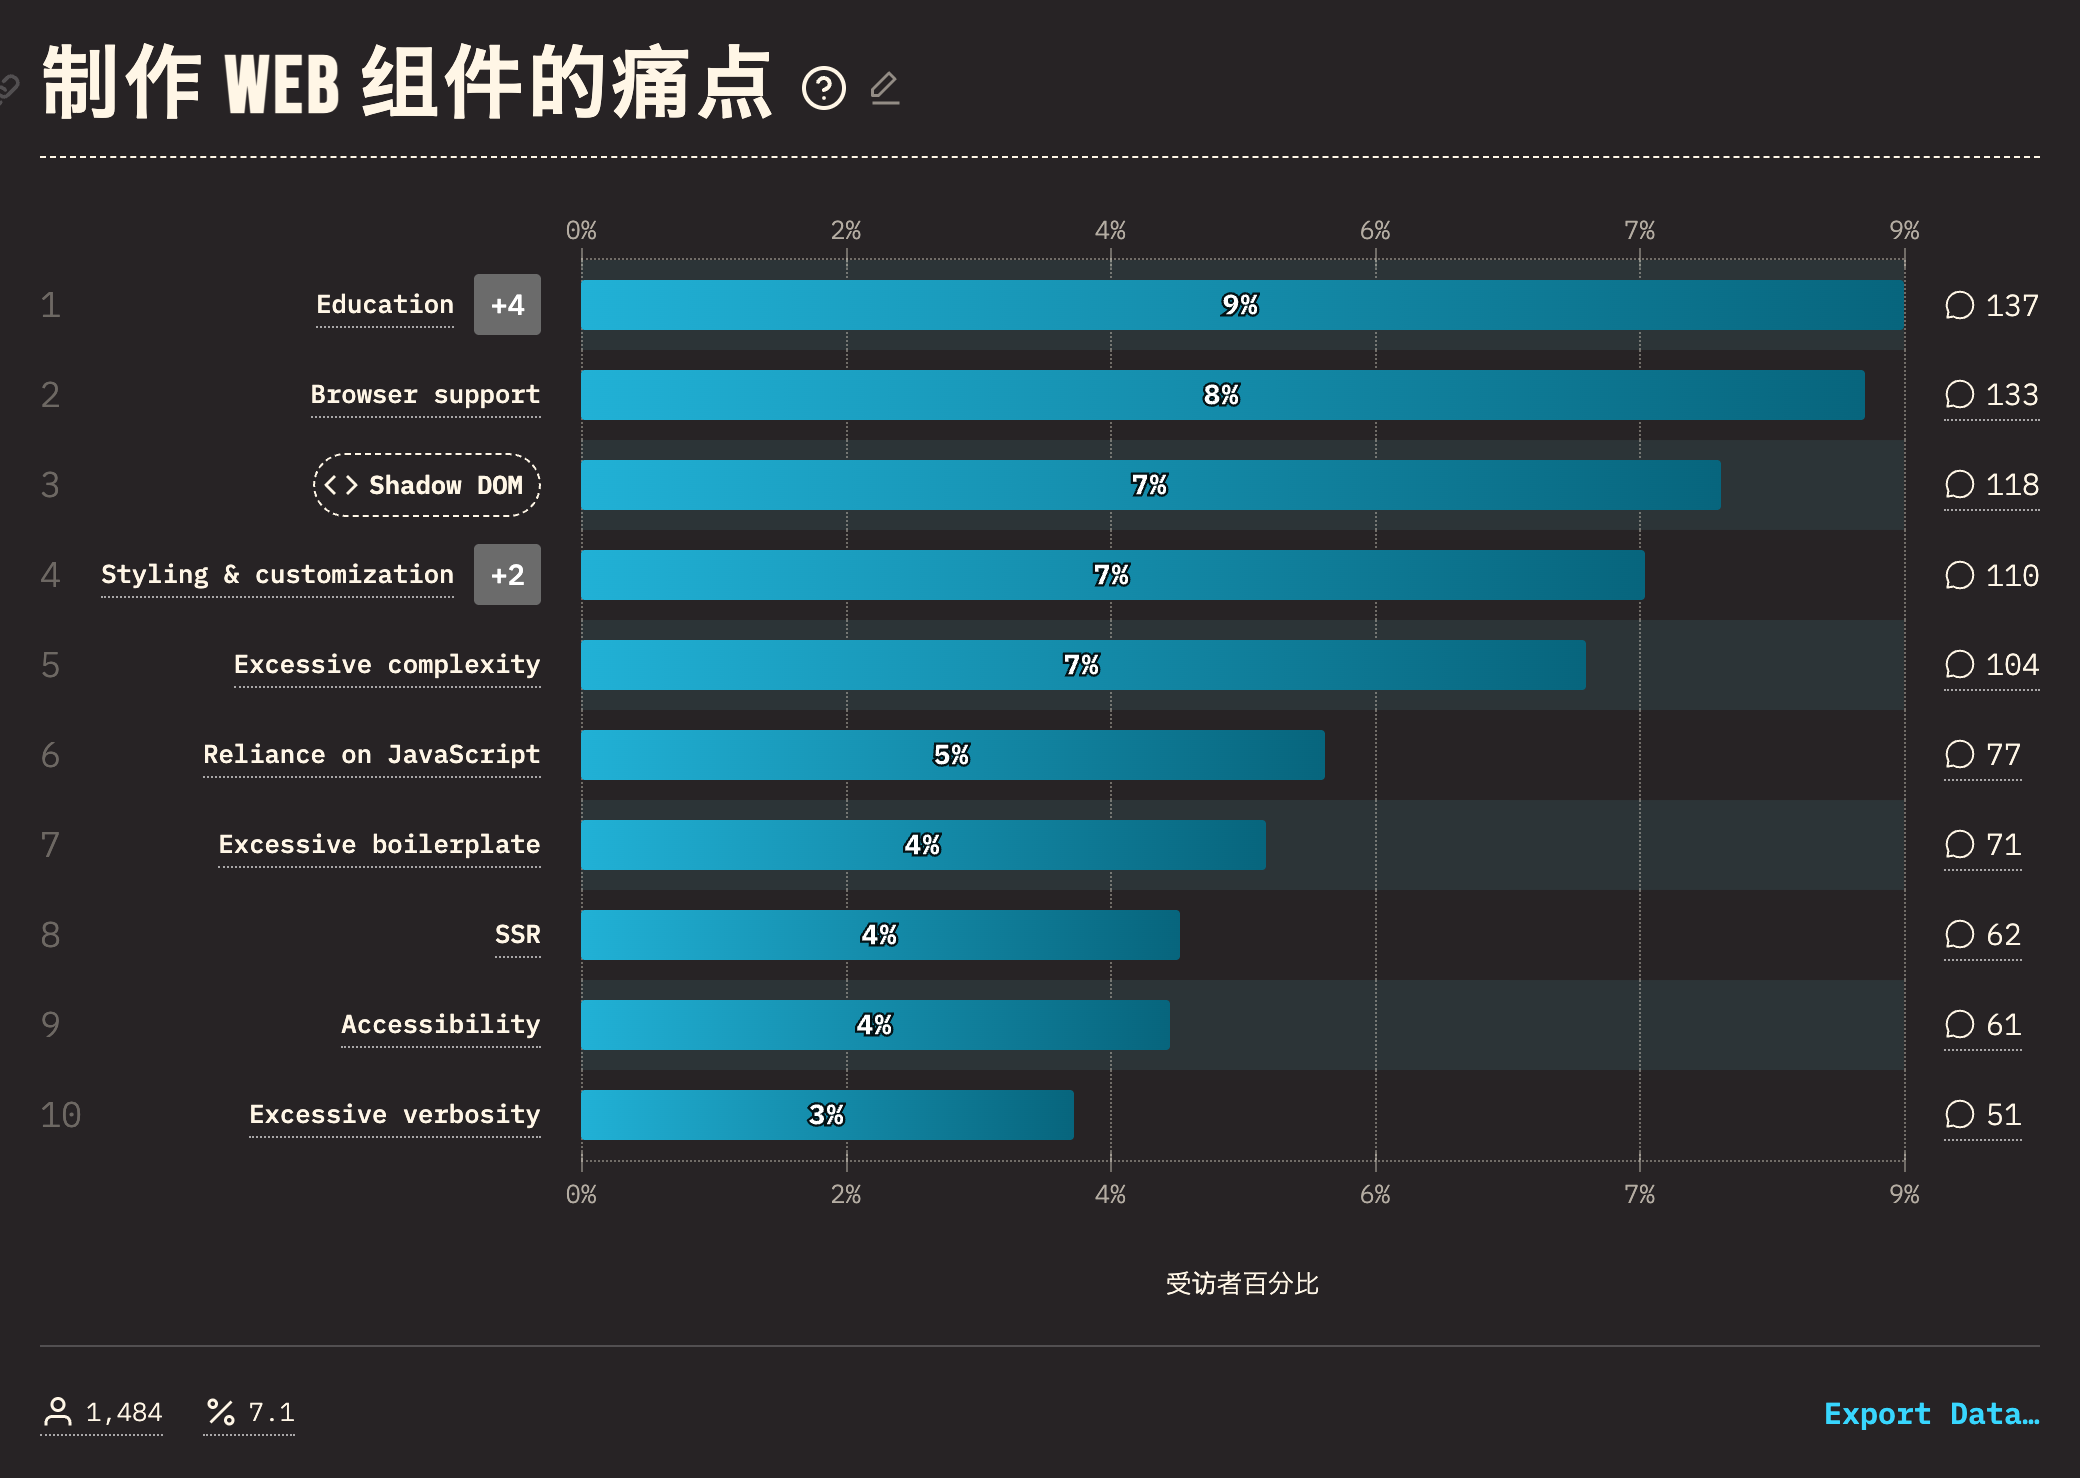 制作 WEB 组件的痛点
0% 2% 4% 6% 7% 9%
1 Education +4 9% 137
2 Browser support 8% 133
3 Shadow DOM 7% 118
4 Styling & customization +2 7% 110
5 Excessive complexity 7% 104
6 Reliance on JavaScript 5% 77
7 Excessive boilerplate 4% 71
8 SSR 4% 62
9 Accessibility 4% 61
10 Excessive verbosity 3% 51
0% 2% 4% 6% 7% 9%
受访者百分比
1,484 % 7.1 Export Data…